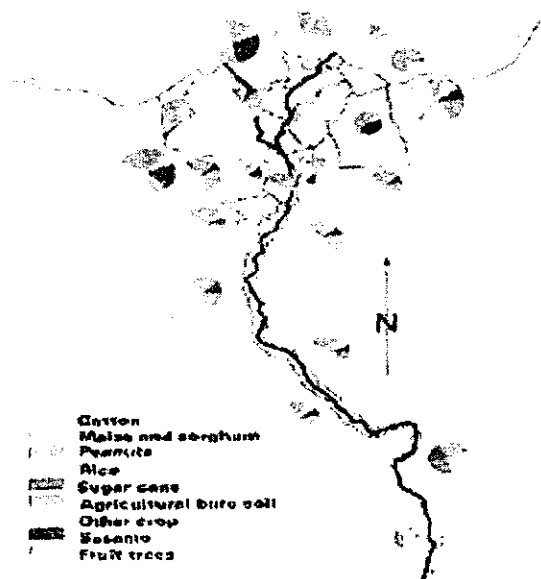 N
Cotton
Maize and sorghum
Peanuts
Rice
Sugar cane
Agricultural bare soil
Other crop
Sesame
Fruit trees